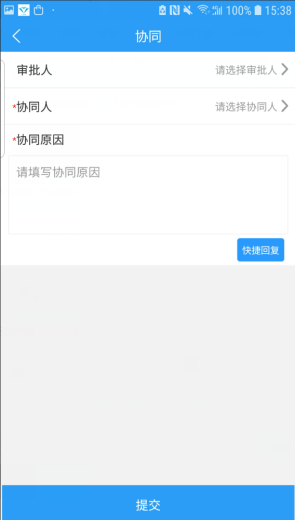 100% 15:38
协同
审批人 请选择审批人
*协同人 请选择协同人
*协同原因
请填写协同原因
快捷回复
提交